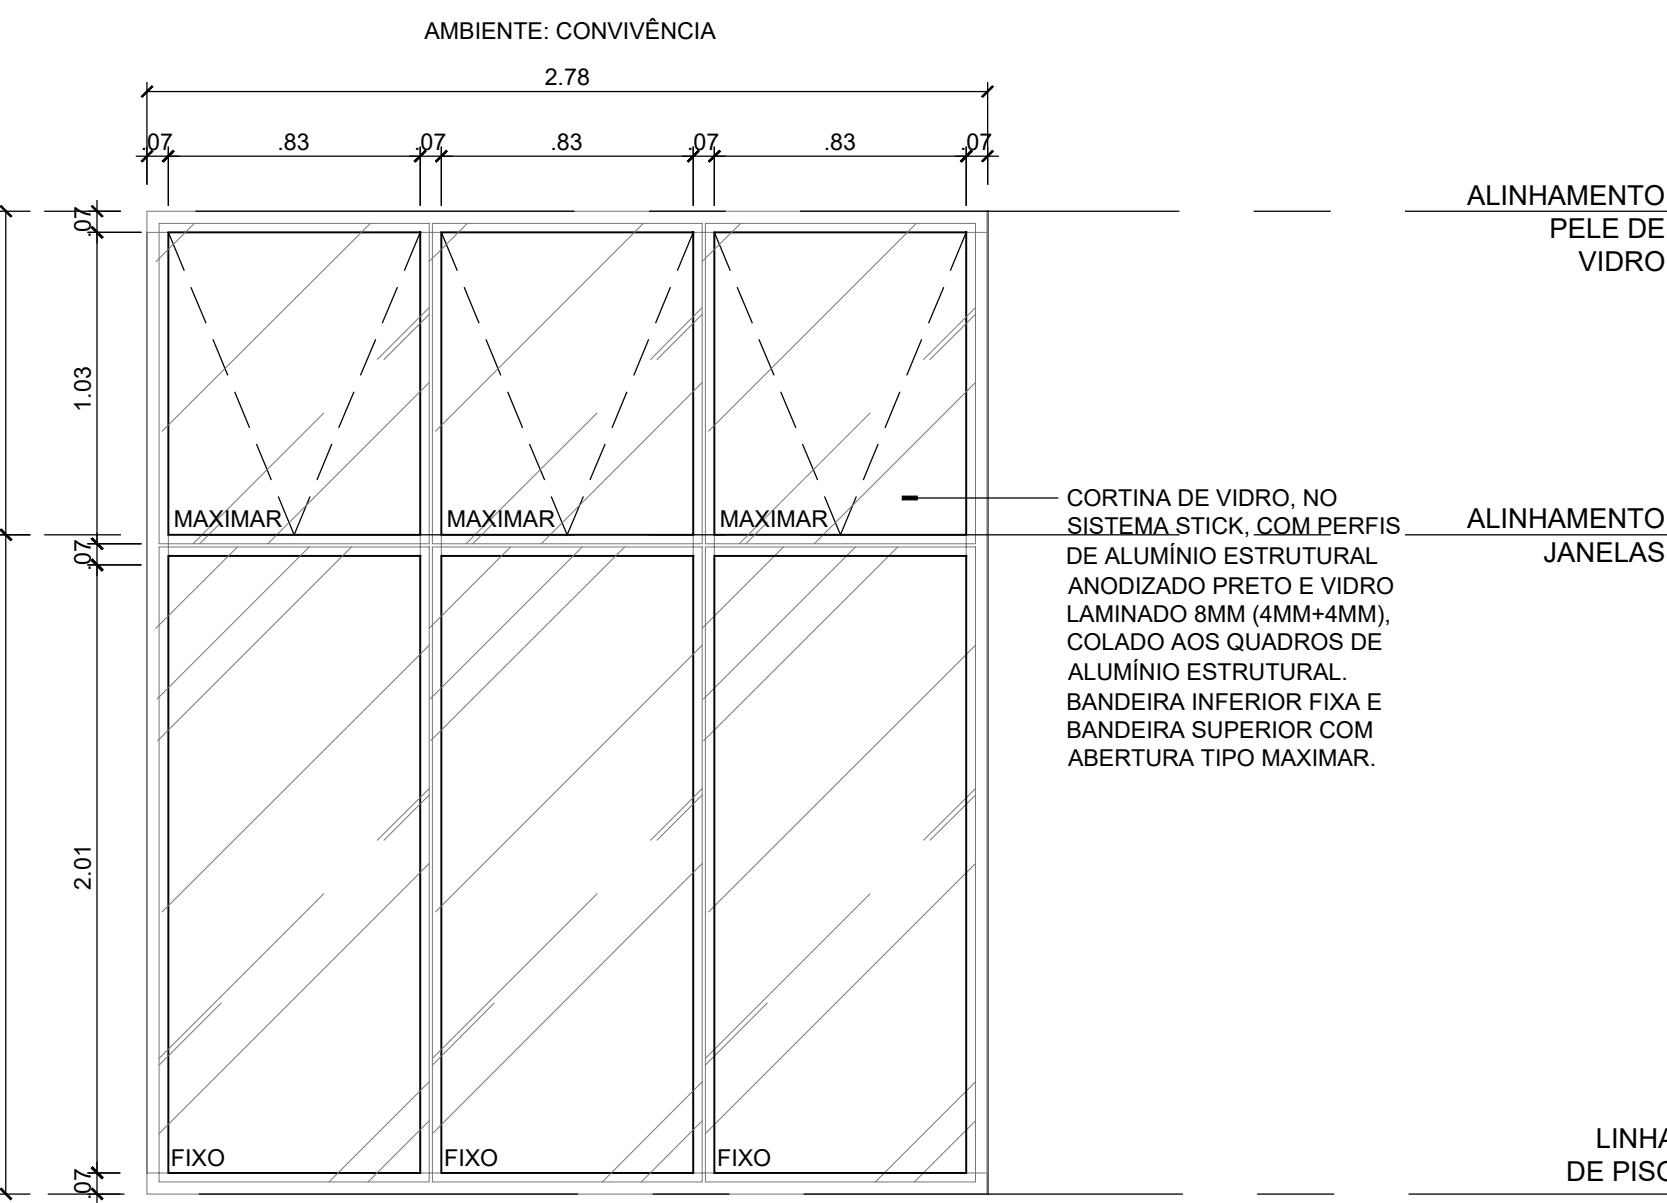 AMBIENTE: CONVIVÊNCIA
2.78
.07 .83 .07 .83 .07 .83 .07
ALINHAMENTO
PELE DE
VIDRO
.07
1.03
MAXIMAR MAXIMAR MAXIMAR
CORTINA DE VIDRO, NO
SISTEMA STICK, COM PERFIS
DE ALUMÍNIO ESTRUTURAL
ANODIZADO PRETO E VIDRO
LAMINADO 8MM (4MM+4MM),
COLADO AOS QUADROS DE
ALUMÍNIO ESTRUTURAL.
BANDEIRA INFERIOR FIXA E
BANDEIRA SUPERIOR COM
ABERTURA TIPO MAXIMAR.
ALINHAMENTO
JANELAS
.07
2.01
FIXO FIXO FIXO
.07
LINHA
DE PISO